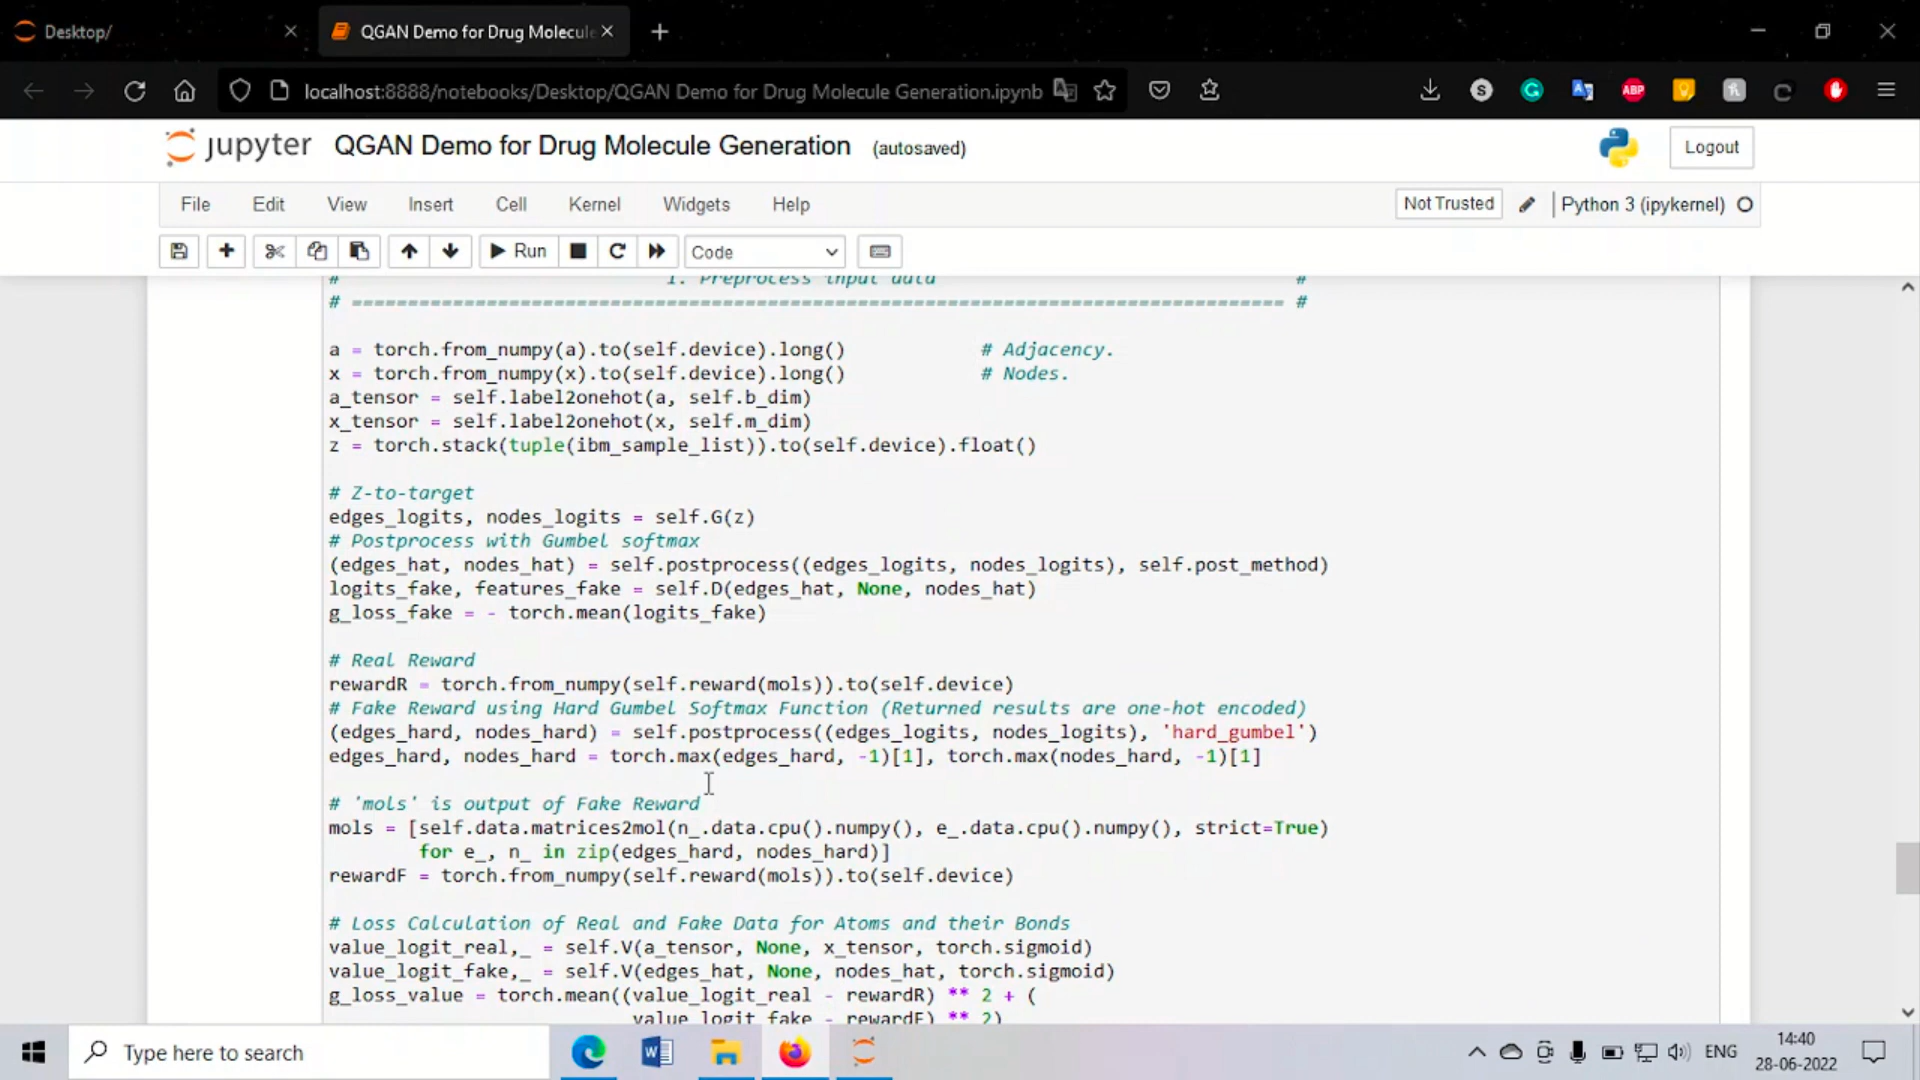 Desktop/
QGAN Demo for Drug Molecul
localhost:8888/notebooks/Desktop/QGAN Demo for Drug Molecule Generation.ipynb
S
ABP
jupyter
QGAN Demo for Drug Molecule Generation
(autosaved)
Logout
File
Edit
View
Insert
Cell
Kernel
Widgets
Help
Not Trusted
Python 3 (ipykernel)
Run
Code
# 1. Preprocess input data #
# =================================================================================== #
a = torch.from_numpy(a).to(self.device).long() # Adjacency.
x = torch.from_numpy(x).to(self.device).long() # Nodes.
a_tensor = self.label2onehot(a, self.b_dim)
x_tensor = self.label2onehot(x, self.m_dim)
z = torch.stack(tuple(ibm_sample_list)).to(self.device).float()
# Z-to-target
edges_logits, nodes_logits = self.G(z)
# Postprocess with Gumbel softmax
(edges_hat, nodes_hat) = self.postprocess((edges_logits, nodes_logits), self.post_method)
logits_fake, features_fake = self.D(edges_hat, None, nodes_hat)
g_loss_fake = - torch.mean(logits_fake)
# Real Reward
rewardR = torch.from_numpy(self.reward(mols)).to(self.device)
# Fake Reward using Hard Gumbel Softmax Function (Returned results are one-hot encoded)
(edges_hard, nodes_hard) = self.postprocess((edges_logits, nodes_logits), 'hard_gumbel')
edges_hard, nodes_hard = torch.max(edges_hard, -1)[1], torch.max(nodes_hard, -1)[1]
# 'mols' is output of Fake Reward
mols = [self.data.matrices2mol(n_.data.cpu().numpy(), e_.data.cpu().numpy(), strict=True)
for e_, n_ in zip(edges_hard, nodes_hard)]
rewardF = torch.from_numpy(self.reward(mols)).to(self.device)
# Loss Calculation of Real and Fake Data for Atoms and their Bonds
value_logit_real,_ = self.V(a_tensor, None, x_tensor, torch.sigmoid)
value_logit_fake,_ = self.V(edges_hat, None, nodes_hat, torch.sigmoid)
g_loss_value = torch.mean((value_logit_real - rewardR) ** 2 + (
value_logit_fake - rewardF) ** 2)
Type here to search
ENG
14:40
28-06-2022